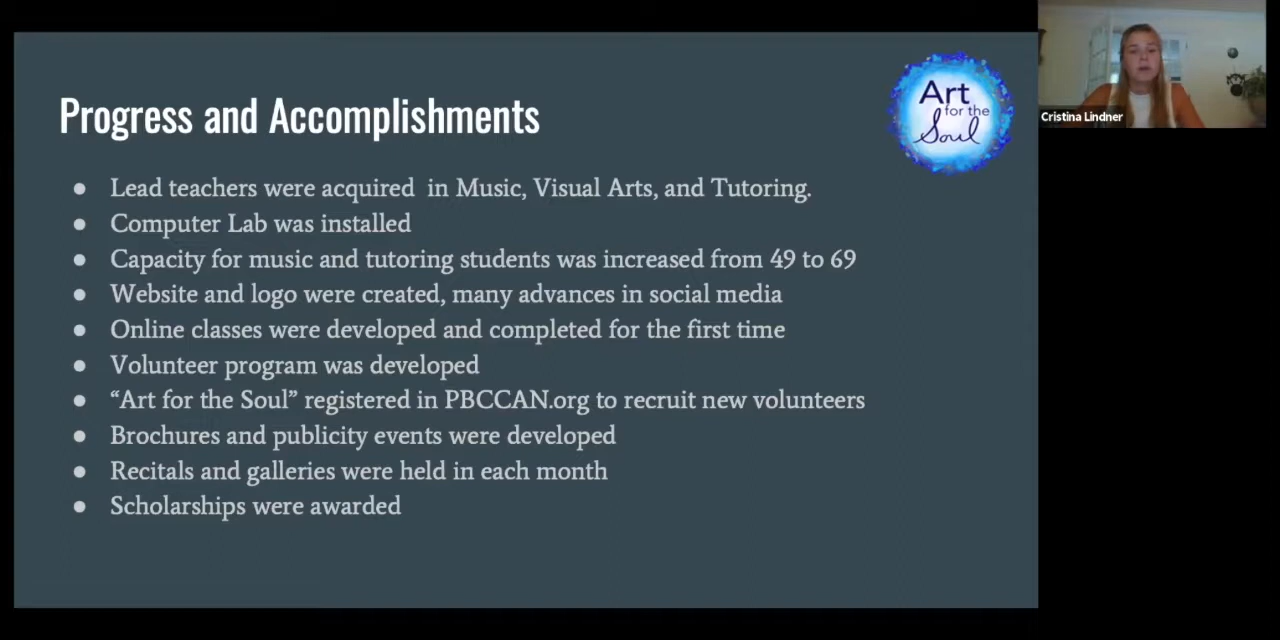 Progress and Accomplishments
Art
for the
Soul
Cristina Lindner
● Lead teachers were acquired  in Music, Visual Arts, and Tutoring.
● Computer Lab was installed
● Capacity for music and tutoring students was increased from 49 to 69
● Website and logo were created, many advances in social media
● Online classes were developed and completed for the first time
● Volunteer program was developed
● “Art for the Soul” registered in PBCCAN.org to recruit new volunteers
● Brochures and publicity events were developed
● Recitals and galleries were held in each month
● Scholarships were awarded